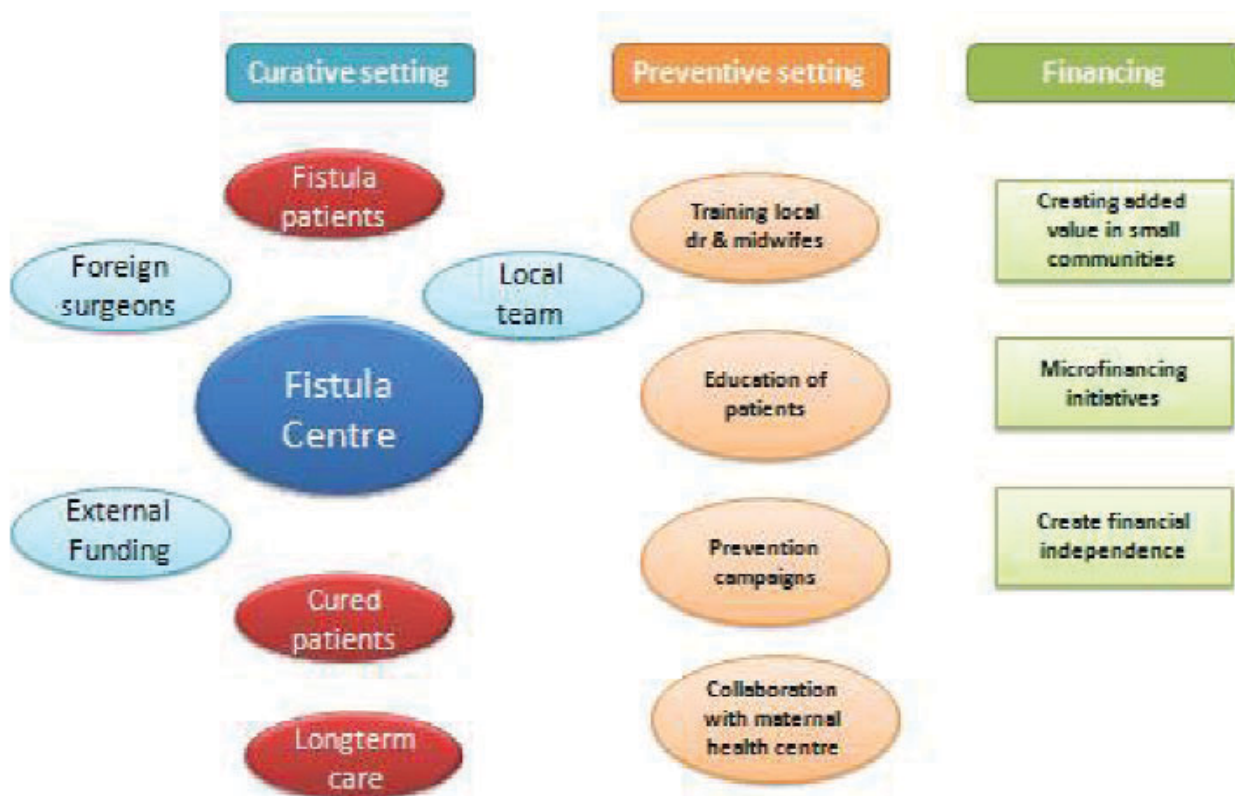 Curative setting
Preventive setting
Financing
Fistula
patients
Foreign
surgeons
Local
team
Fistula
Centre
External
Funding
Cured
patients
Longterm
care
Training local
dr & midwifes
Education of
patients
Prevention
campaigns
Collaboration
with maternal
health centre
Creating added
value in small
communities
Microfinancing
initiatives
Create financial
independence